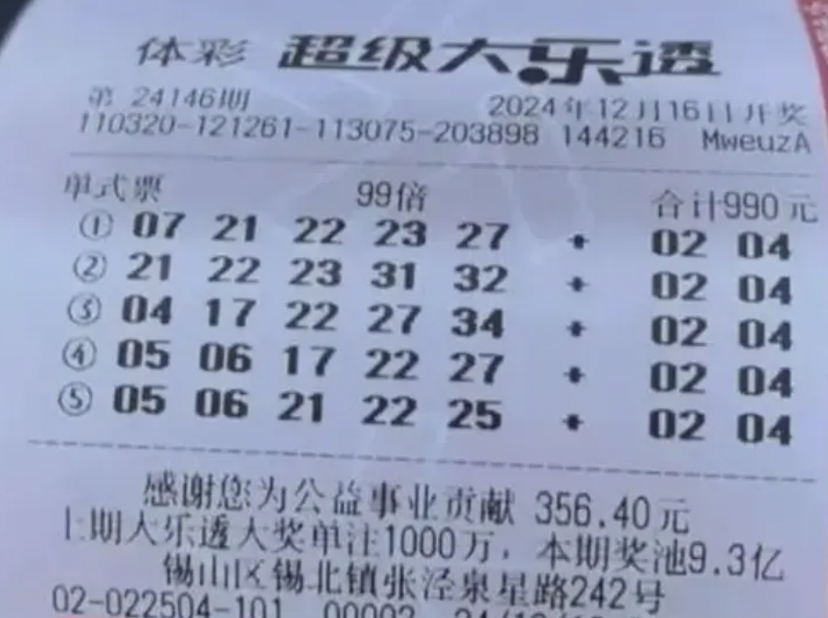 体彩 超级大乐透
第 24146期 2024年12月16日开奖
110320-121261-113075-203898 144216 MweuzA
单式票 99倍 合计990元
① 07 21 22 23 27 + 02 04
② 21 22 23 31 32 + 02 04
③ 04 17 22 27 34 + 02 04
④ 05 06 17 22 27 + 02 04
⑤ 05 06 21 22 25 + 02 04
感谢您为公益事业贡献 356.40元
上期大乐透大奖单注1000万，本期奖池9.3亿
锡山区锡北镇张泾泉星路242号
02-022504-101